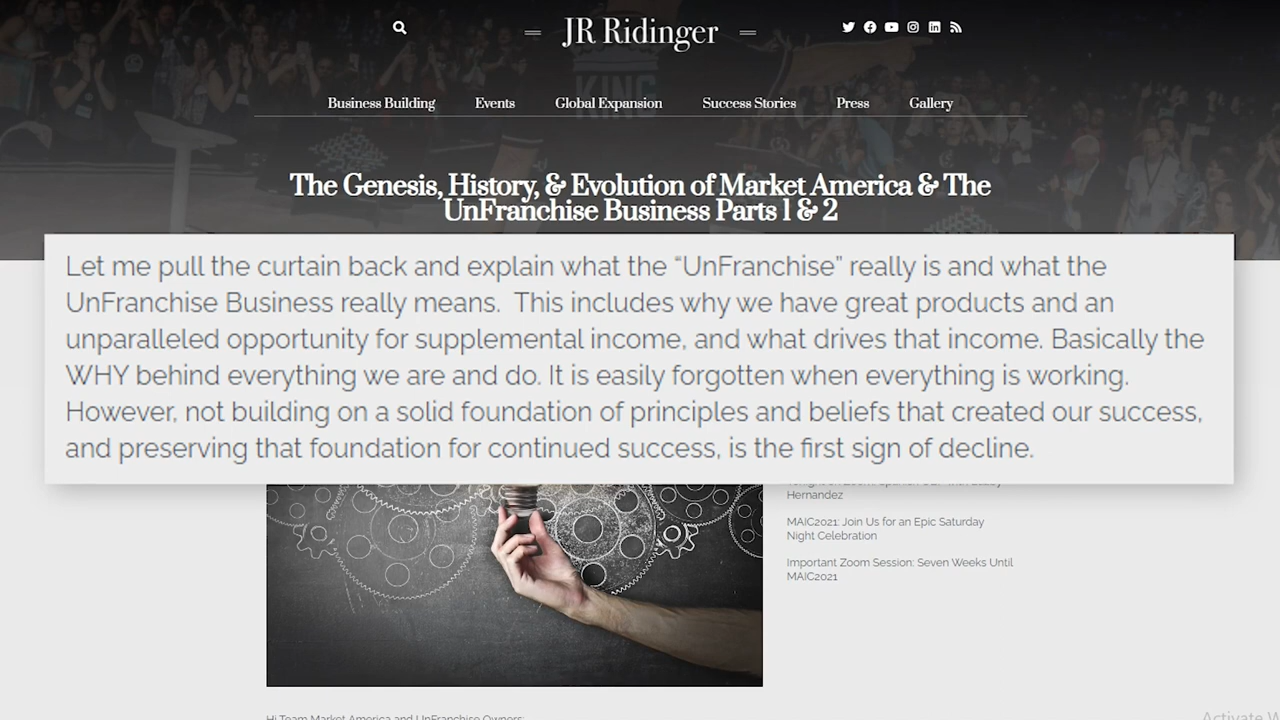 JR Ridinger
Business Building Events Global Expansion Success Stories Press Gallery
KING
The Genesis, History, & Evolution of Market America & The
UnFranchise Business Parts 1 & 2
Let me pull the curtain back and explain what the “UnFranchise” really is and what the
UnFranchise Business really means.  This includes why we have great products and an
unparalleled opportunity for supplemental income, and what drives that income. Basically the
WHY behind everything we are and do. It is easily forgotten when everything is working.
However, not building on a solid foundation of principles and beliefs that created our success,
and preserving that foundation for continued success, is the first sign of decline.
Hernandez
MAIC2021: Join Us for an Epic Saturday
Night Celebration
Important Zoom Session: Seven Weeks Until
MAIC2021
Hi Team Market America and UnFranchise Owners:
Activate W